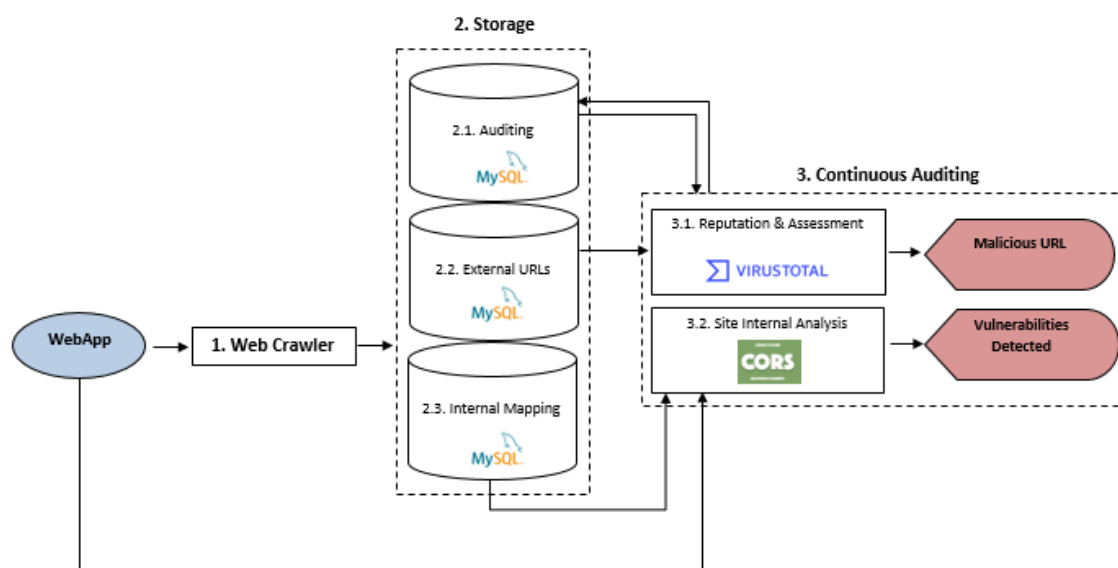 2. Storage
2.1. Auditing
MySQL
2.2. External URLs
MySQL
2.3. Internal Mapping
MySQL
WebApp
1. Web Crawler
3. Continuous Auditing
3.1. Reputation & Assessment
VIRUSTOTAL
Malicious URL
3.2. Site Internal Analysis
CORS
Vulnerabilities
Detected